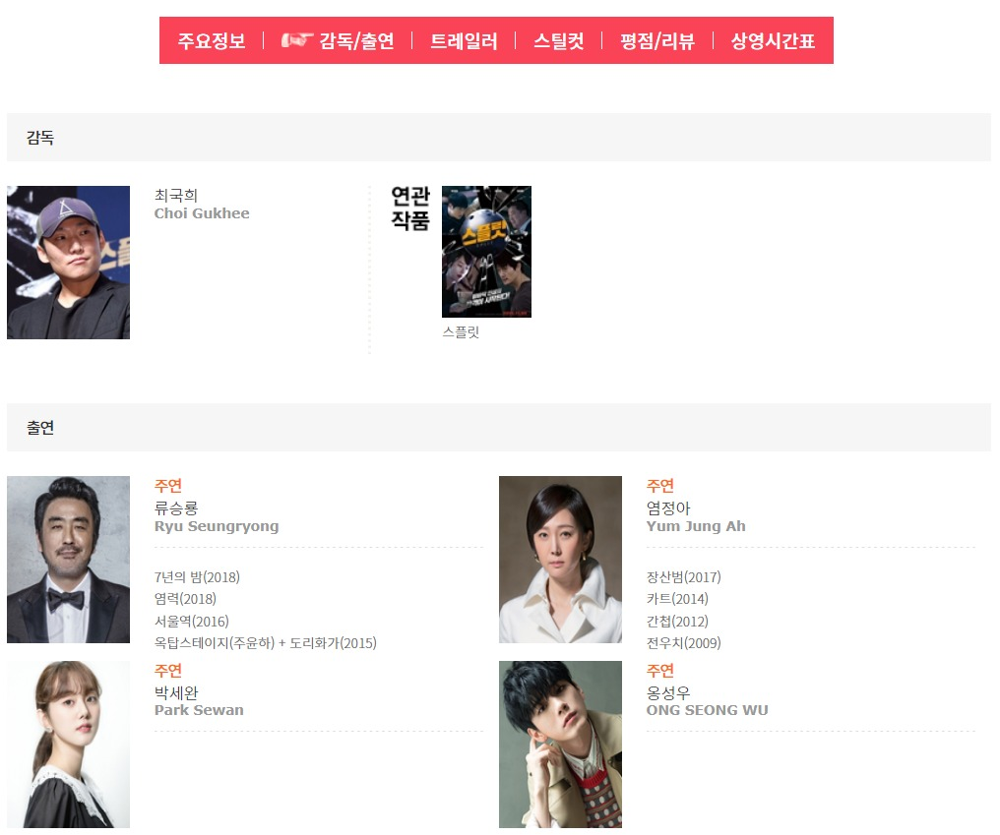 주요정보 감독/출연 트레일러 스틸컷 평점/리뷰 상영시간표
감독
최국희
Choi Gukhee
연관
작품
스플릿
스플릿
출연
주연
류승룡
Ryu Seungryong
7년의 밤(2018)
염력(2018)
서울역(2016)
옥탑스테이지(주윤하) + 도리화가(2015)
주연
염정아
Yum Jung Ah
장산범(2017)
카트(2014)
간첩(2012)
전우치(2009)
주연
박세완
Park Sewan
주연
옹성우
ONG SEONG WU